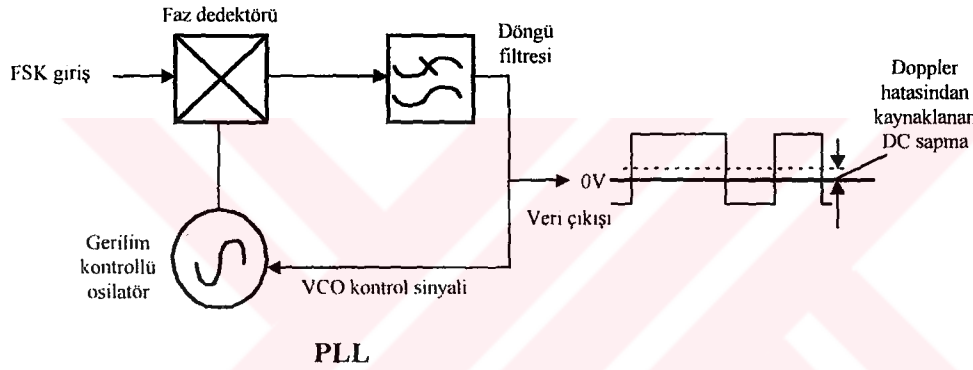 Faz dedektörü
Döngü
filtresi
FSK giriş
Doppler
hatasindan
kaynaklanan
DC sapma
0V
Veri çıkışı
Gerilim
kontrollü
osilatör
VCO kontrol sinyali
PLL